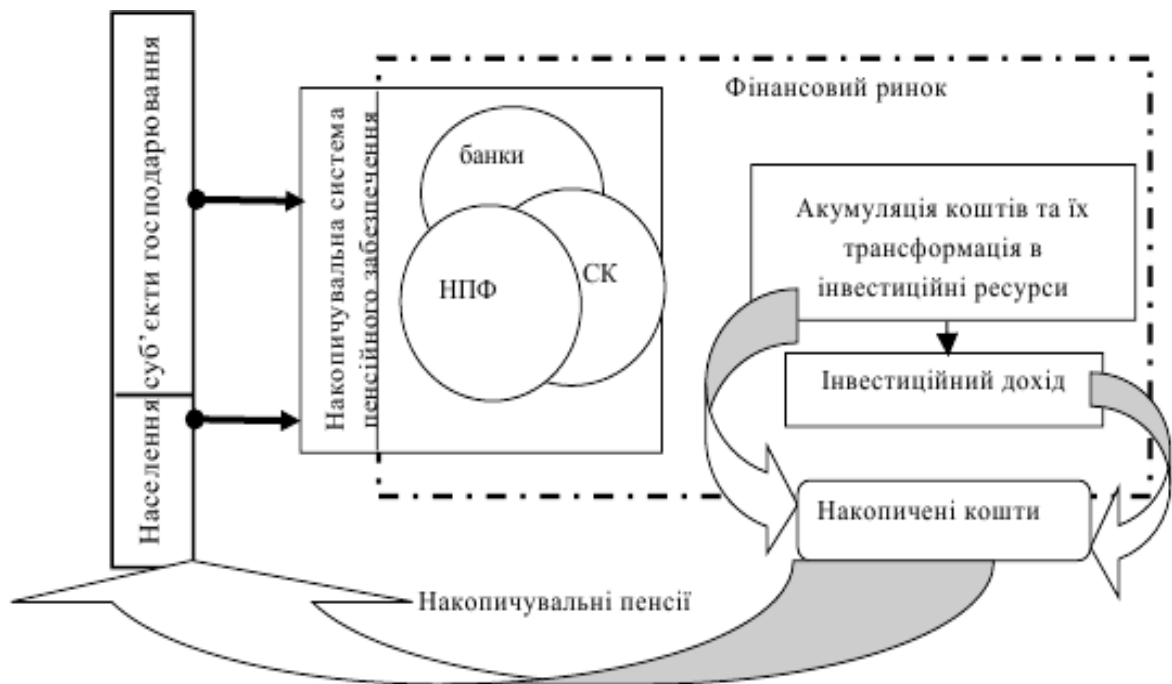 суб’єкти господарювання
Населення
Накопичувальна система
пенсійного забезпечення
банки
НПФ
СК
Фінансовий ринок
Акумуляція коштів та їх
трансформація в
інвестиційні ресурси
Інвестиційний дохід
Накопичені кошти
Накопичувальні пенсії